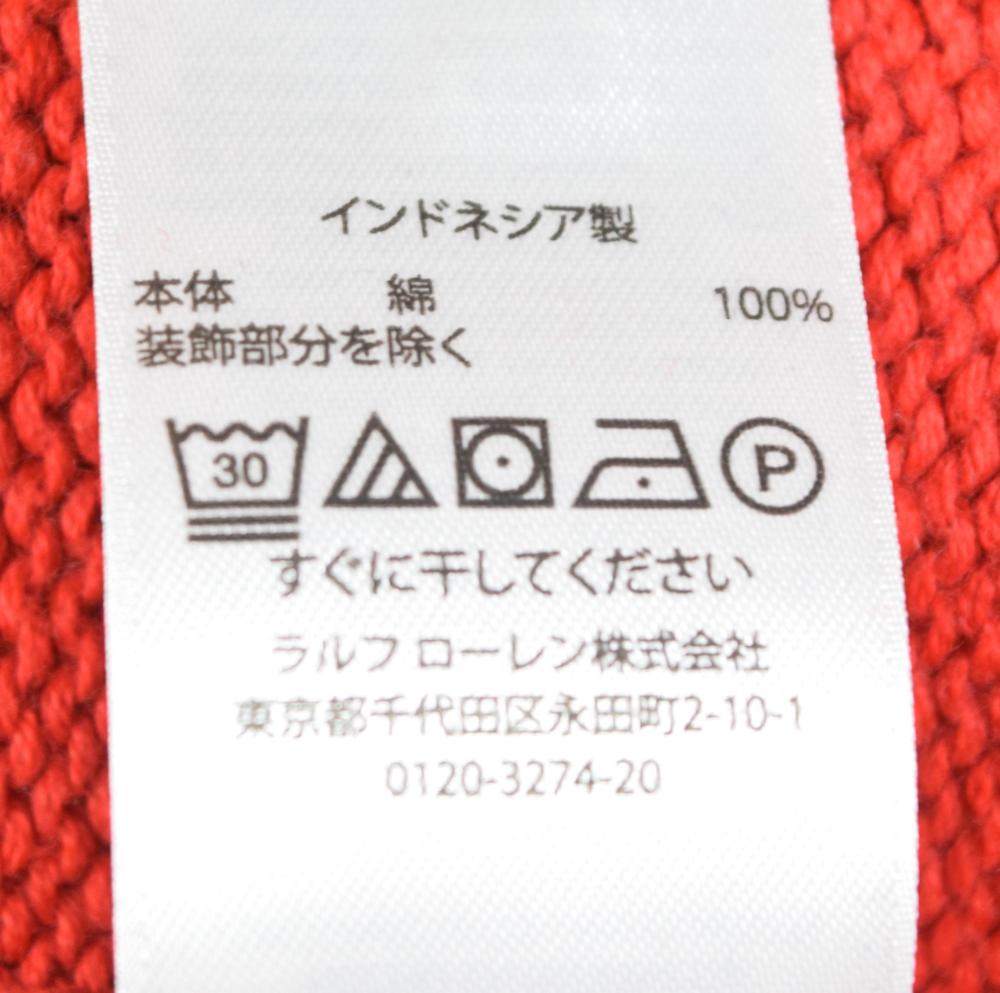 インドネシア製
本体 綿 100%
装飾部分を除く
30 P
すぐに干してください
ラルフ ローレン株式会社
東京都千代田区永田町2-10-1
0120-3274-20